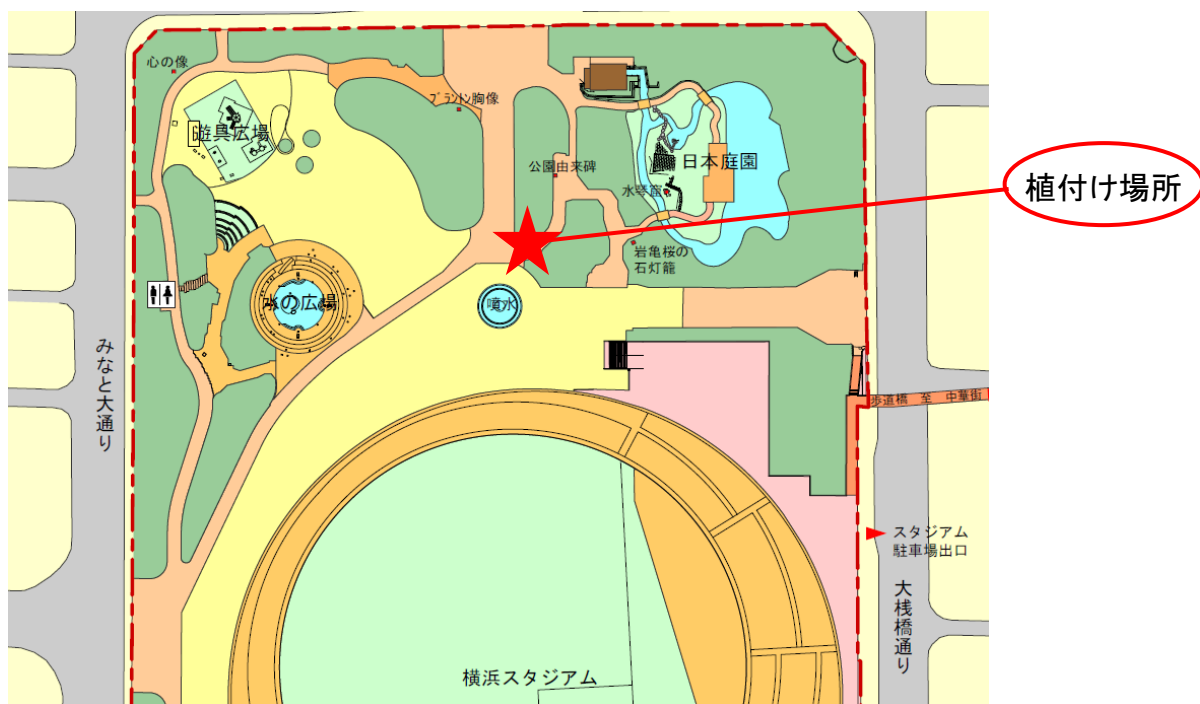 心の像
ブラントン胸像
遊具広場
公園由来碑
日本庭園
水琴窟
植付け場所
岩亀桜の
石灯籠
水の広場
噴水
みなと大通り
歩道橋 至 中華街
スタジアム
駐車場出口
大桟橋通り
横浜スタジアム